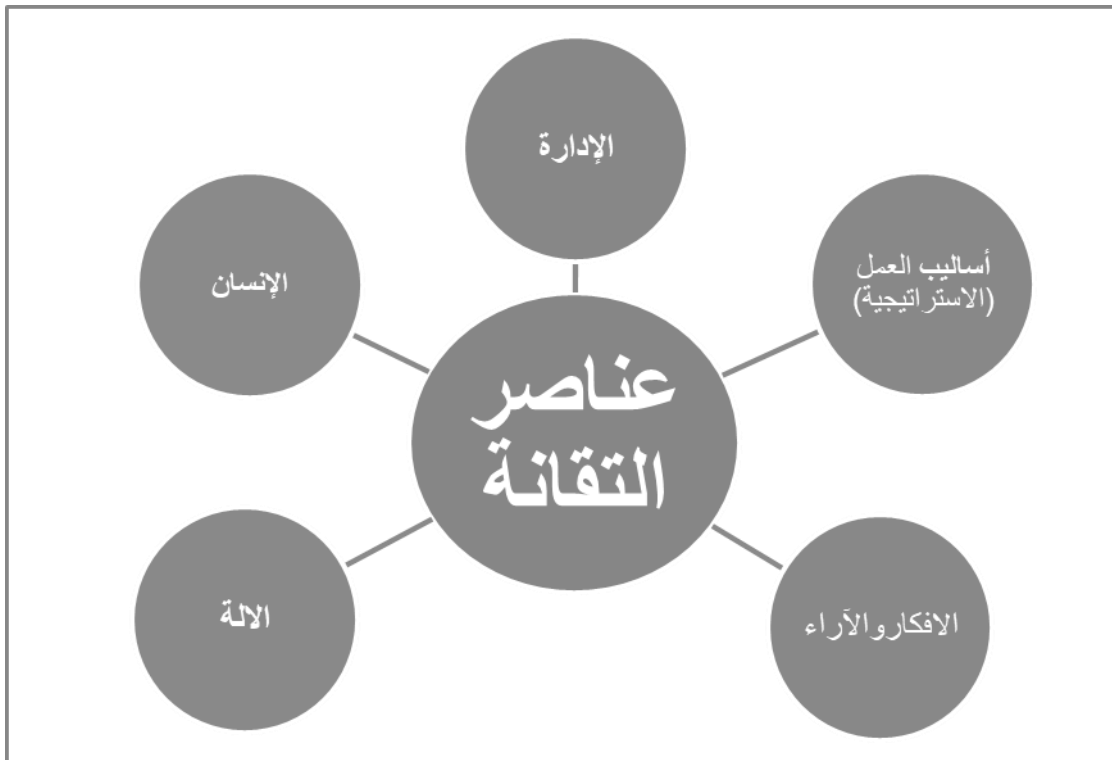 الإدارة
أساليب العمل
(الاستراتيجية)
الإنسان
عناصر
التقانة
الالة
الافكاروالآراء